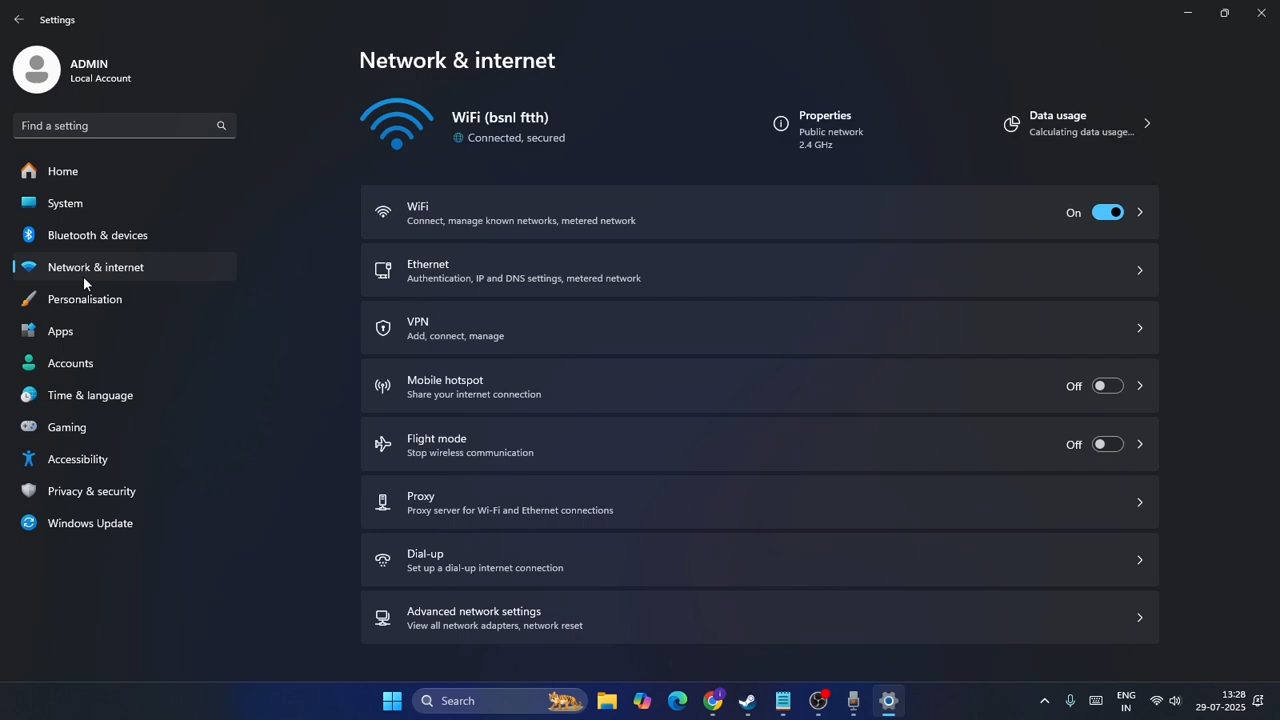 Settings
ADMIN
Local Account
Find a setting
Home
System
Bluetooth & devices
Network & internet
Personalisation
Apps
Accounts
Time & language
Gaming
Accessibility
Privacy & security
Windows Update
Network & internet
WiFi (bsnl ftth)
Connected, secured
Properties
Public network
2.4 GHz
Data usage
Calculating data usage...
WiFi
Connect, manage known networks, metered network
On
Ethernet
Authentication, IP and DNS settings, metered network
VPN
Add, connect, manage
Mobile hotspot
Share your internet connection
Off
Flight mode
Stop wireless communication
Off
Proxy
Proxy server for Wi-Fi and Ethernet connections
Dial-up
Set up a dial-up internet connection
Advanced network settings
View all network adapters, network reset
Search
ENG
IN
13:28
29-07-2025